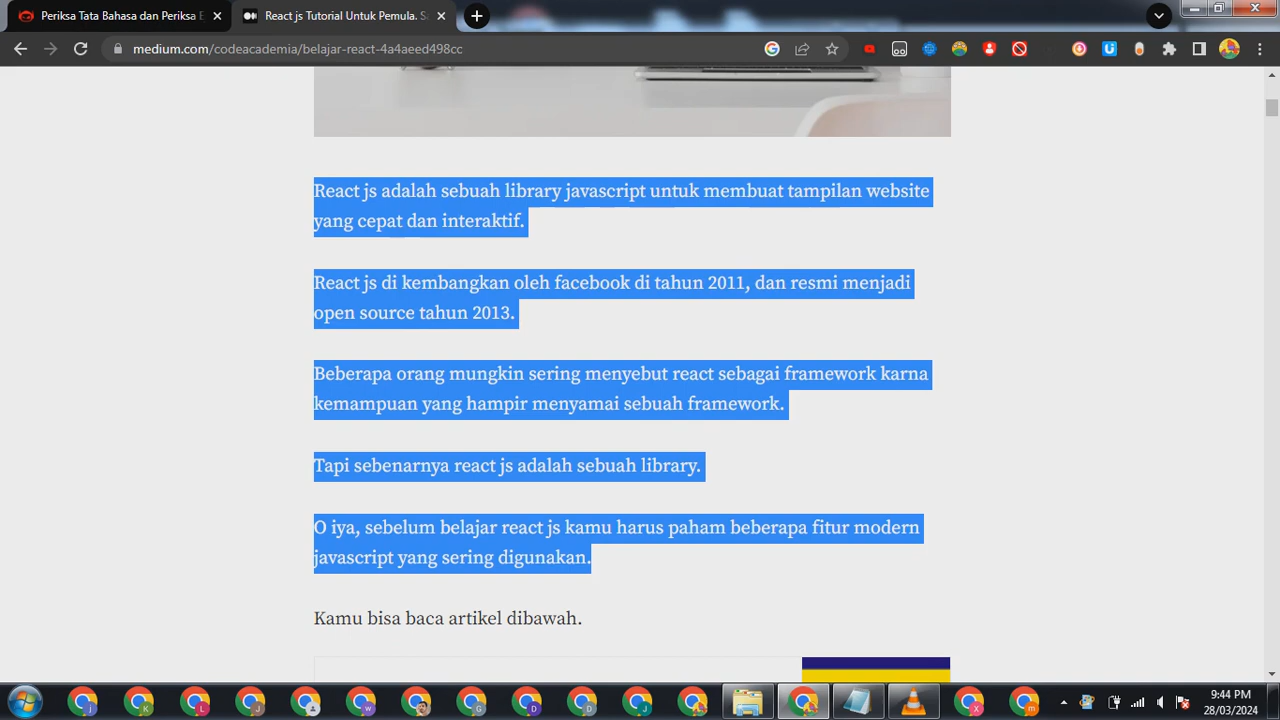 Periksa Tata Bahasa dan Periksa E
React js Tutorial Untuk Pemula. S
medium.com/codeacademia/belajar-react-4a4aeed498cc
React js adalah sebuah library javascript untuk membuat tampilan website
yang cepat dan interaktif.
React js di kembangkan oleh facebook di tahun 2011, dan resmi menjadi
open source tahun 2013.
Beberapa orang mungkin sering menyebut react sebagai framework karna
kemampuan yang hampir menyamai sebuah framework.
Tapi sebenarnya react js adalah sebuah library.
O iya, sebelum belajar react js kamu harus paham beberapa fitur modern
javascript yang sering digunakan.
Kamu bisa baca artikel dibawah.
9:44 PM
28/03/2024